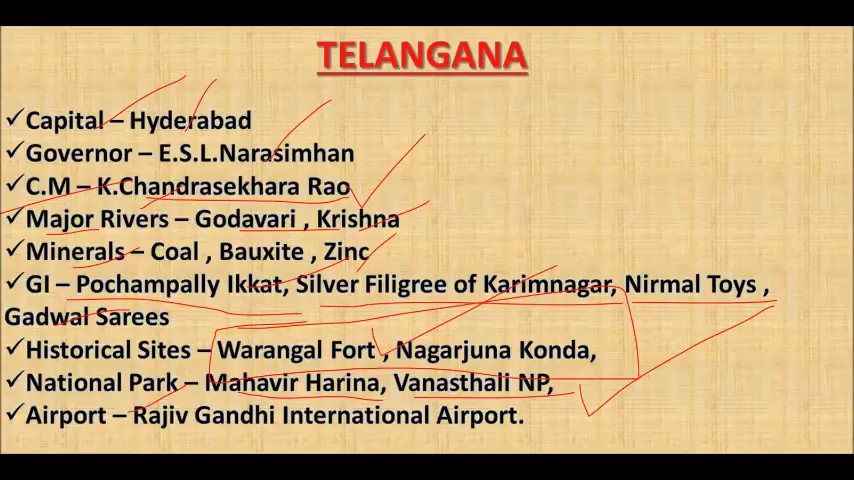 TELANGANA
✓Capital – Hyderabad
✓Governor – E.S.L.Narasimhan
✓C.M – K.Chandrasekhara Rao
✓Major Rivers – Godavari , Krishna
✓Minerals – Coal , Bauxite , Zinc
✓GI – Pochampally Ikkat, Silver Filigree of Karimnagar, Nirmal Toys ,
Gadwal Sarees
✓Historical Sites – Warangal Fort , Nagarjuna Konda,
✓National Park – Mahavir Harina, Vanasthali NP,
✓Airport – Rajiv Gandhi International Airport.